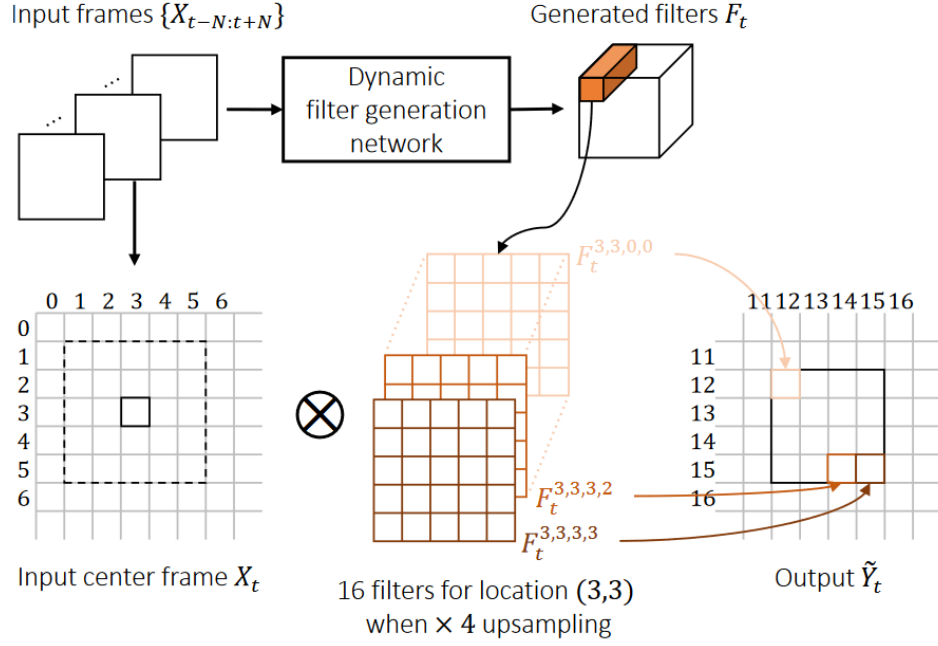 Input frames {X_{t−N:t+N}}
Generated filters F_t
...
...
Dynamic
filter generation
network
0 1 2 3 4 5 6
0
1
2
3
4
5
6
F_t^{3,3,0,0}
F_t^{3,3,3,2}
F_t^{3,3,3,3}
11 12 13 14 15 16
11
12
13
14
15
16
Input center frame X_t
16 filters for location (3,3)
when × 4 upsampling
Output Ỹ_t